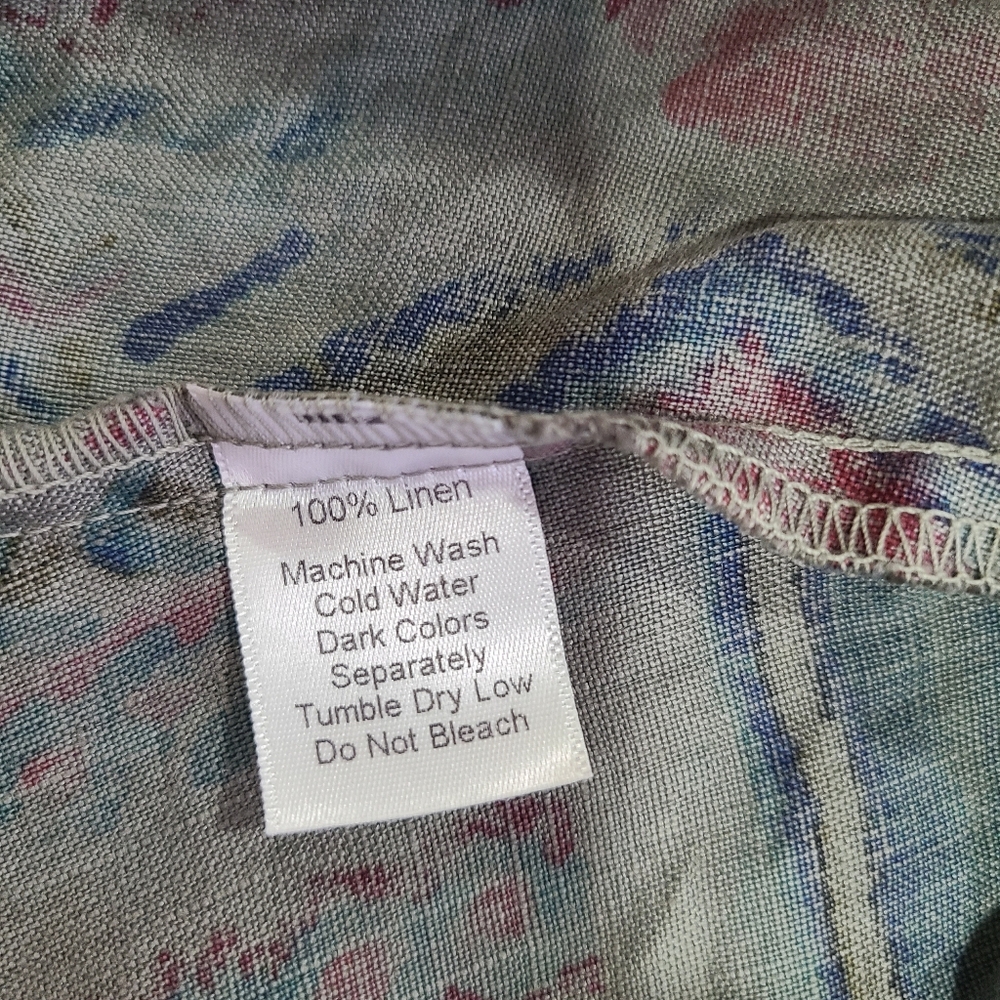 100% Linen
Machine Wash
Cold Water
Dark Colors
Separately
Tumble Dry Low
Do Not Bleach